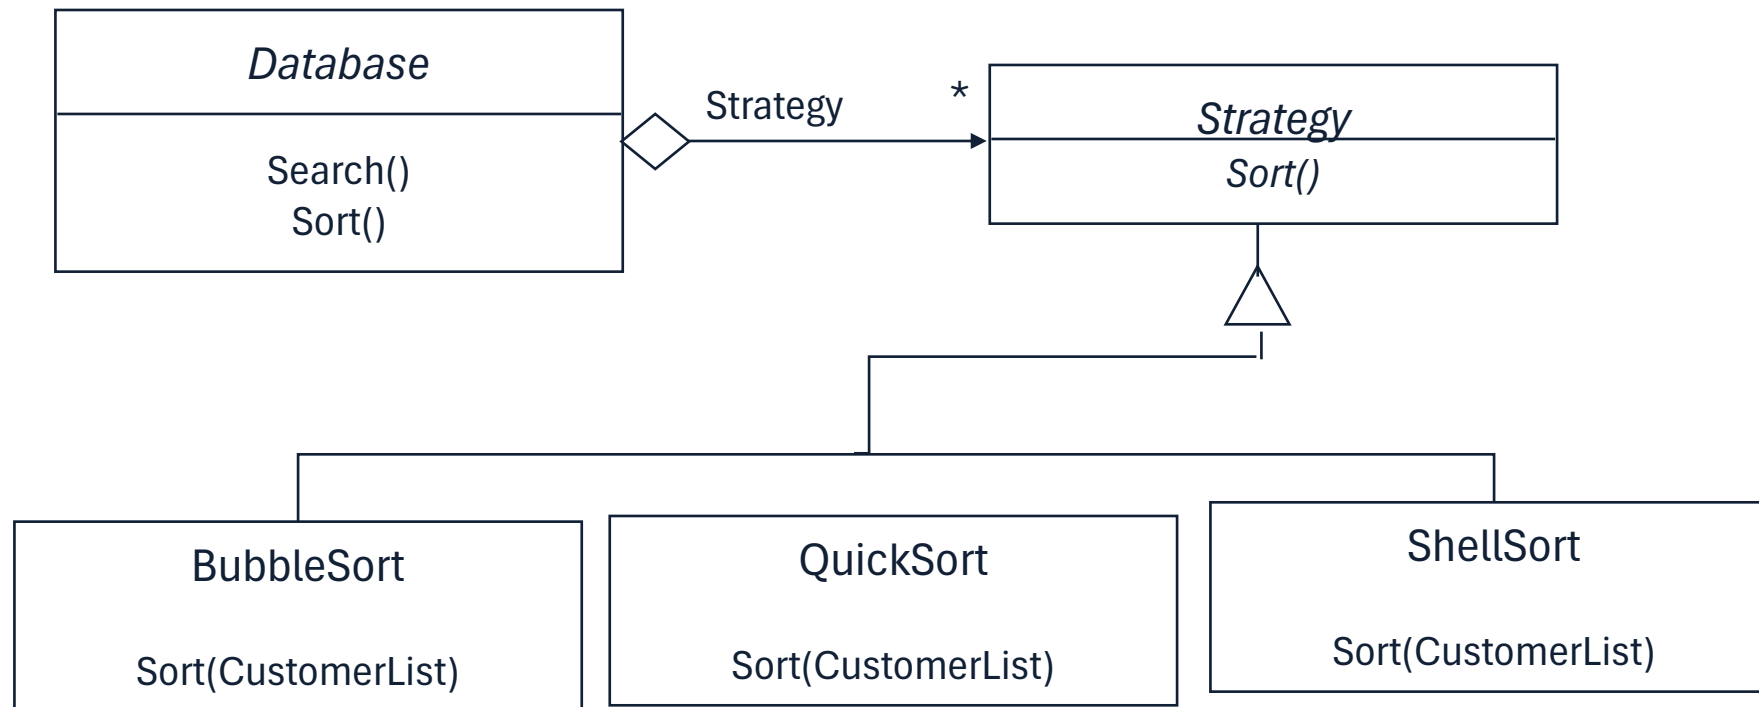 Database
Search()
Sort()
Strategy
*
Strategy
Sort()
BubbleSort
Sort(CustomerList)
QuickSort
Sort(CustomerList)
ShellSort
Sort(CustomerList)